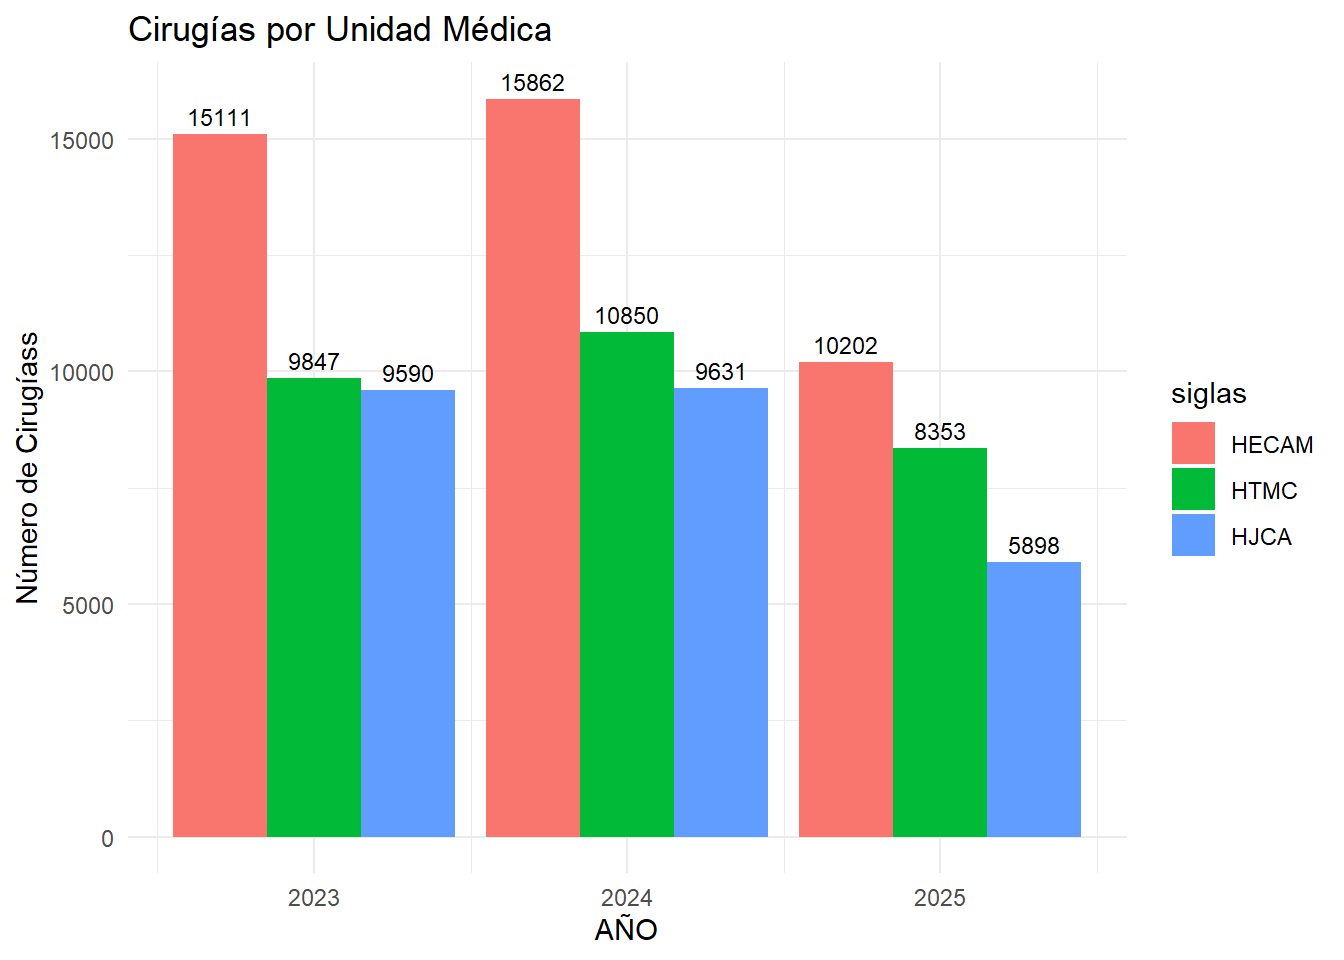 Cirugías por Unidad Médica
Número de Cirugíass
15000
10000
5000
0
15111
9847
9590
15862
10850
9631
10202
8353
5898
2023
2024
2025
AÑO
siglas
HECAM
HTMC
HJCA